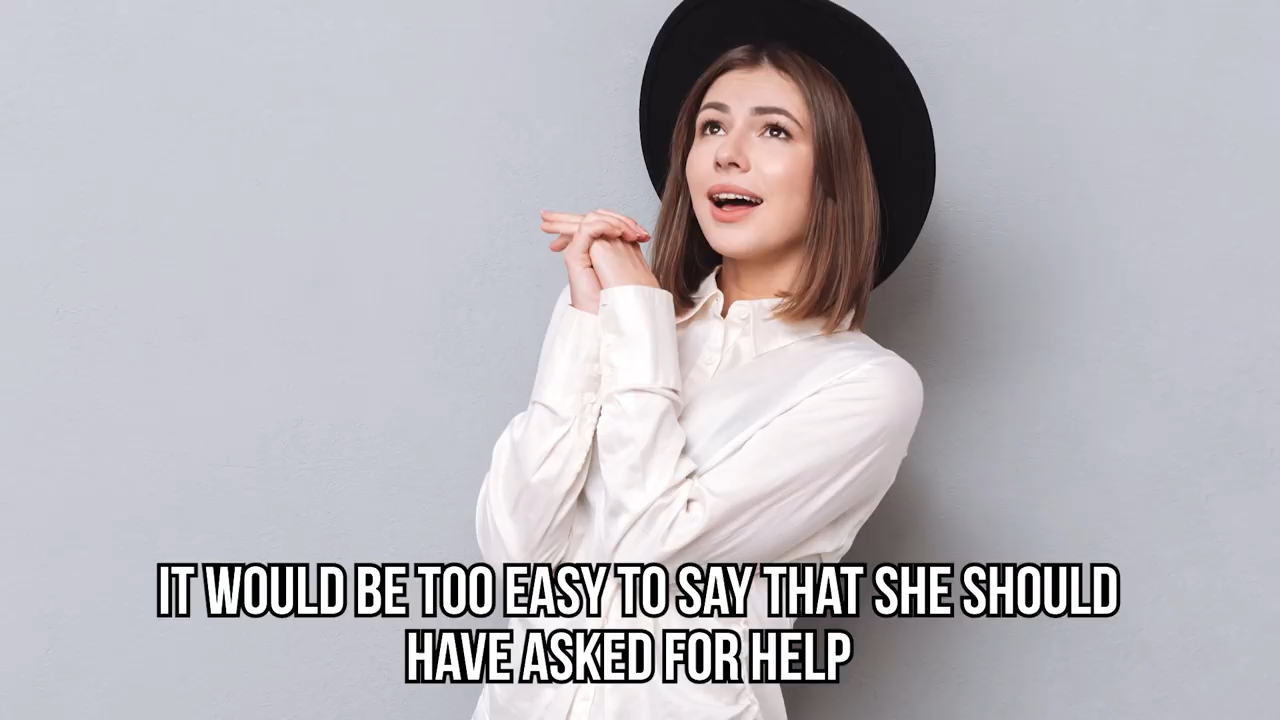 IT WOULD BE TOO EASY TO SAY THAT SHE SHOULD
HAVE ASKED FOR HELP